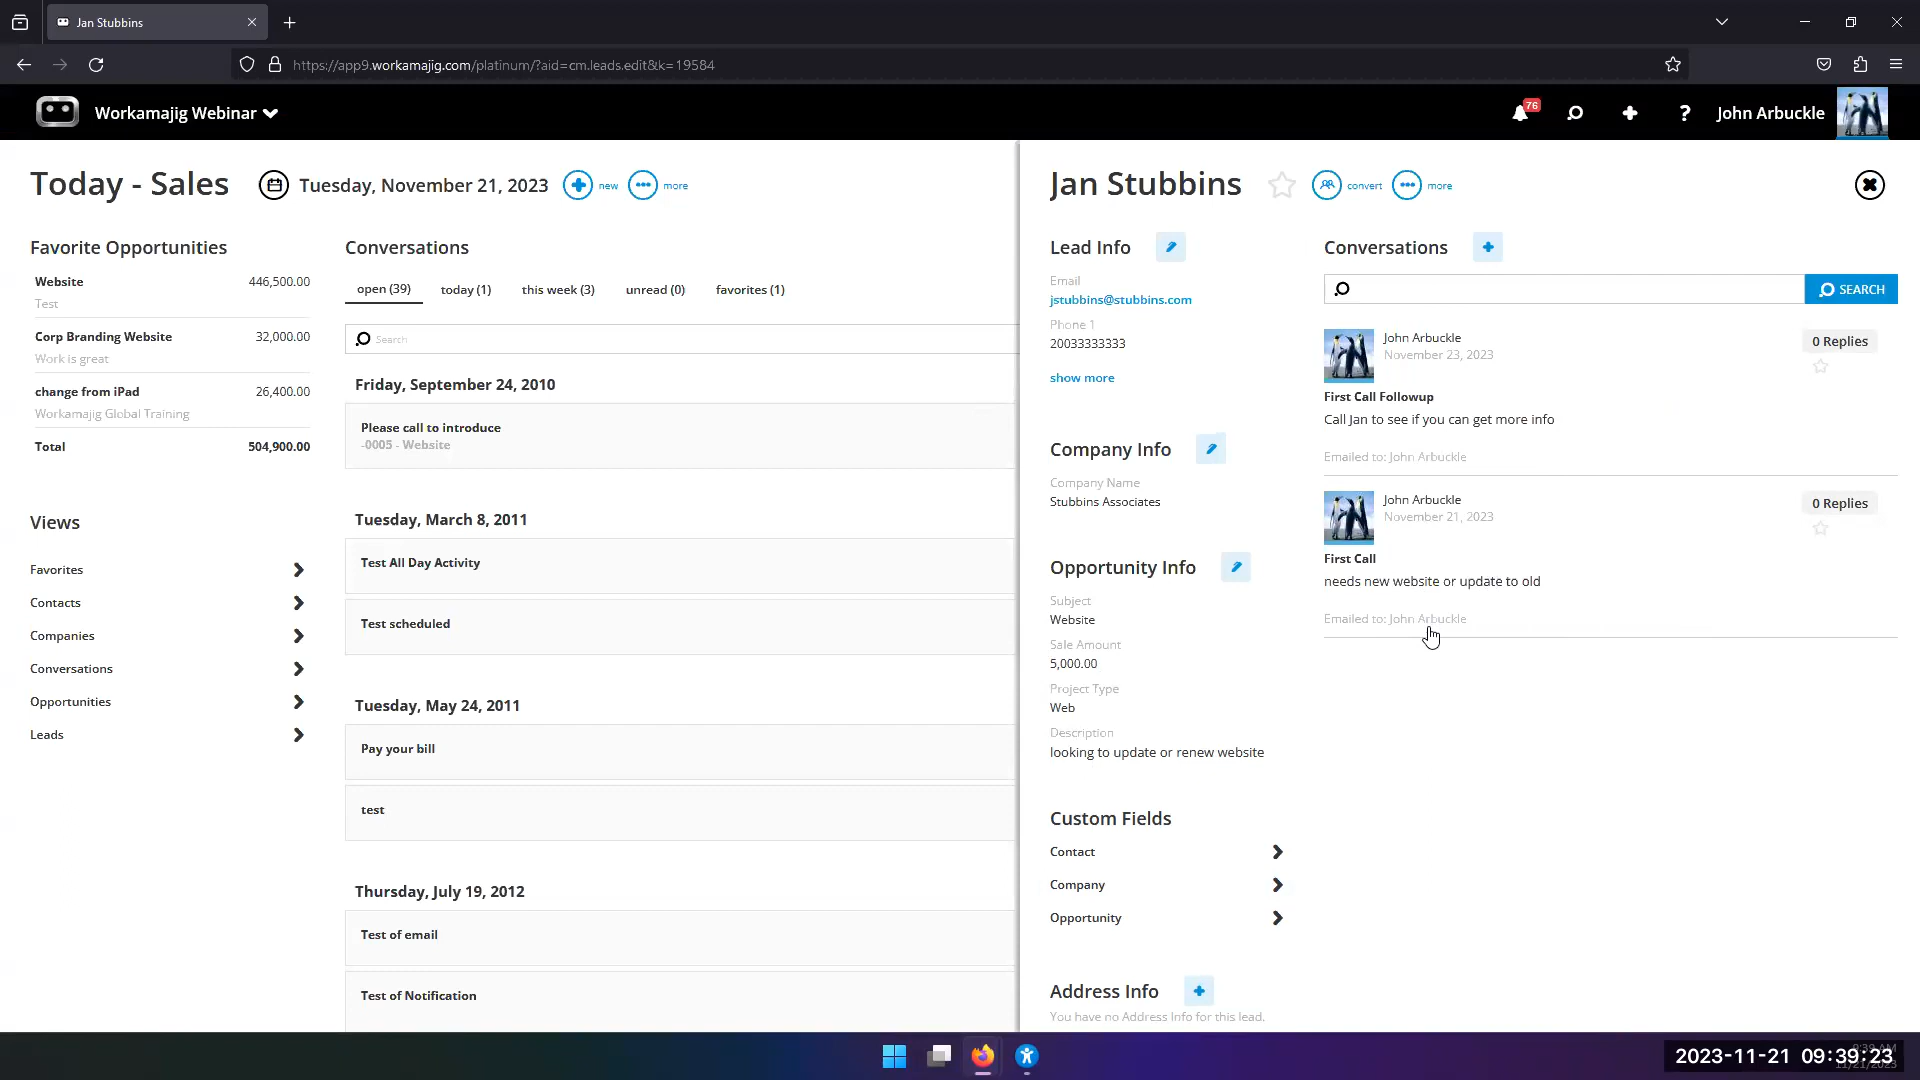 Jan Stubbins
https://app9.workamajig.com/platinum/?aid=cm.leads.edit&k=19584
Workamajig Webinar
76
?
John Arbuckle
Today - Sales
Tuesday, November 21, 2023
new
more
Favorite Opportunities
Website 446,500.00
Test
Corp Branding Website 32,000.00
Work is great
change from iPad 26,400.00
Workamajig Global Training
Total 504,900.00
Views
Favorites
Contacts
Companies
Conversations
Opportunities
Leads
Conversations
open (39) today (1) this week (3) unread (0) favorites (1)
Search
Friday, September 24, 2010
Please call to introduce
-0005 - Website
Tuesday, March 8, 2011
Test All Day Activity
Test scheduled
Tuesday, May 24, 2011
Pay your bill
test
Thursday, July 19, 2012
Test of email
Test of Notification
Jan Stubbins
convert
more
Lead Info
Email
jstubbins@stubbins.com
Phone 1
20033333333
show more
Company Info
Company Name
Stubbins Associates
Opportunity Info
Subject
Website
Sale Amount
5,000.00
Project Type
Web
Description
looking to update or renew website
Custom Fields
Contact
Company
Opportunity
Address Info
You have no Address Info for this lead.
Conversations
SEARCH
John Arbuckle
November 23, 2023
0 Replies
First Call Followup
Call Jan to see if you can get more info
Emailed to: John Arbuckle
John Arbuckle
November 21, 2023
0 Replies
First Call
needs new website or update to old
Emailed to: John Arbuckle
2023-11-21 09:39:23